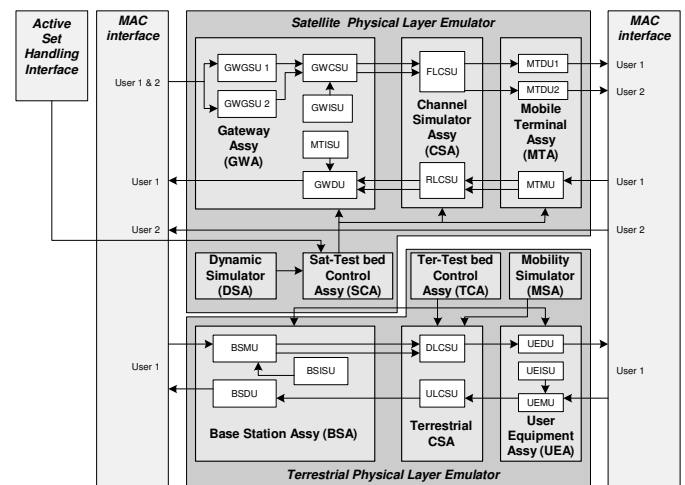 Active
Set
Handling
Interface
MAC
interface
Satellite Physical Layer Emulator
MAC
interface
User 1 & 2
GWGSU 1
GWGSU 2
GWCSU
GWISU
Gateway
Assy
(GWA)
MTISU
GWDU
FLCSU
Channel
Simulator
Assy
(CSA)
RLCSU
MTDU1
MTDU2
Mobile
Terminal
Assy
(MTA)
MTMU
User 1
User 2
User 1
User 1
User 2
User 2
Dynamic
Simulator
(DSA)
Sat-Test bed
Control
Assy (SCA)
Ter-Test bed
Control
Assy (TCA)
Mobility
Simulator
(MSA)
User 1
BSMU
BSISU
BSDU
Base Station Assy (BSA)
DLCSU
ULCSU
Terrestrial
CSA
UEDU
UEISU
UEMU
User
Equipment
Assy (UEA)
User 1
Terrestrial Physical Layer Emulator